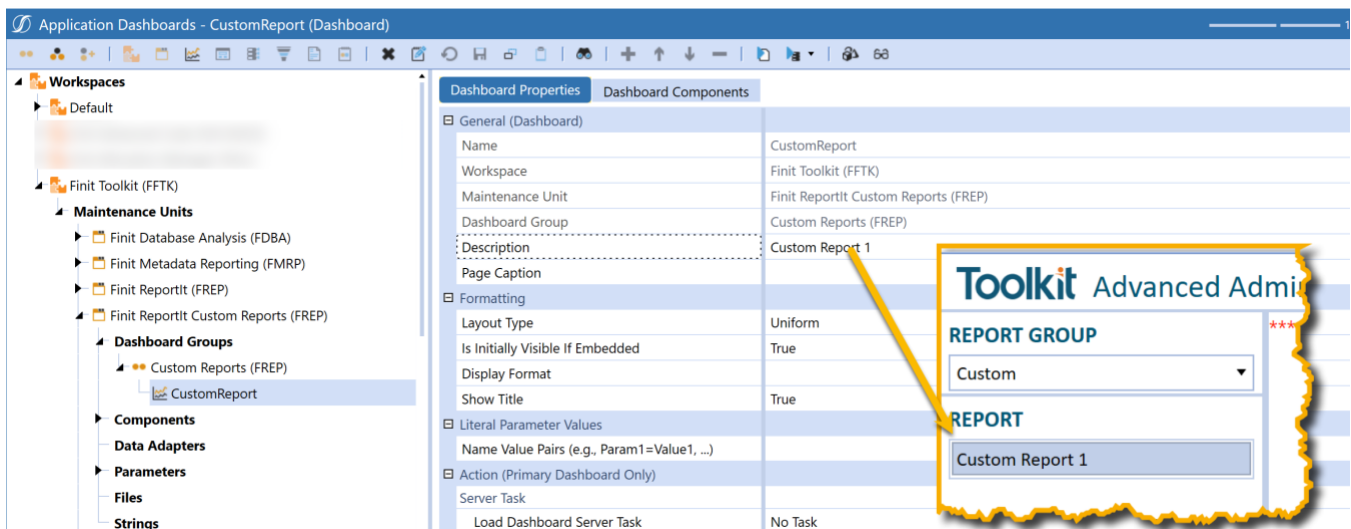 Application Dashboards - CustomReport (Dashboard)
1
Workspaces
Default
Finit Toolkit (FFTK)
Maintenance Units
Finit Database Analysis (FDBA)
Finit Metadata Reporting (FMRP)
Finit ReportIt (FREP)
Finit ReportIt Custom Reports (FREP)
Dashboard Groups
Custom Reports (FREP)
CustomReport
Components
Data Adapters
Parameters
Files
Strings
Dashboard Properties Dashboard Components
General (Dashboard)
Name CustomReport
Workspace Finit Toolkit (FFTK)
Maintenance Unit Finit ReportIt Custom Reports (FREP)
Dashboard Group Custom Reports (FREP)
Description Custom Report 1
Page Caption
Formatting
Layout Type Uniform
Is Initially Visible If Embedded True
Display Format
Show Title True
Literal Parameter Values
Name Value Pairs (e.g., Param1=Value1, ...)
Action (Primary Dashboard Only)
Server Task
Load Dashboard Server Task No Task
Toolkit Advanced Admi
REPORT GROUP
***
Custom
REPORT
Custom Report 1